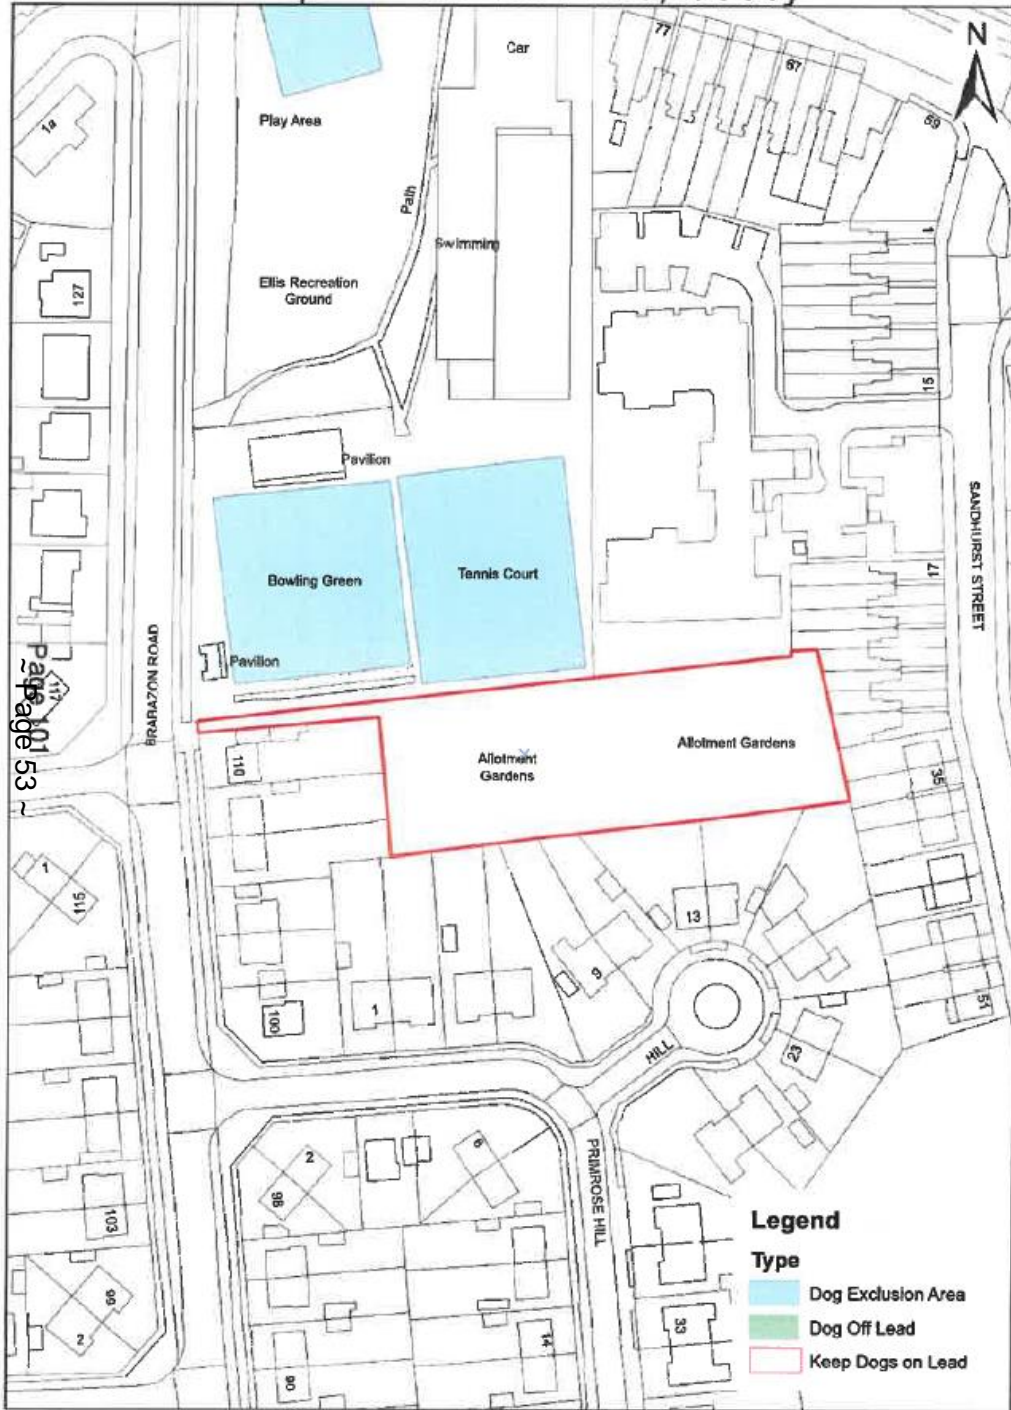 Car
N
77
67
59
1a
Play Area
Path
Swimming
1
127
Ellis Recreation
Ground
15
Pavilion
SANDHURST STREET
Bowling Green
Tennis Court
17
BRABAZON ROAD
Pavilion
Page 101
~ Page 53 ~
117
110
Allotment
Gardens
Allotment Gardens
35
1
115
13
9
100
1
51
HILL
23
2
98
6
PRIMROSE HILL
103
99
2
90
14
33
Legend
Type
Dog Exclusion Area
Dog Off Lead
Keep Dogs on Lead